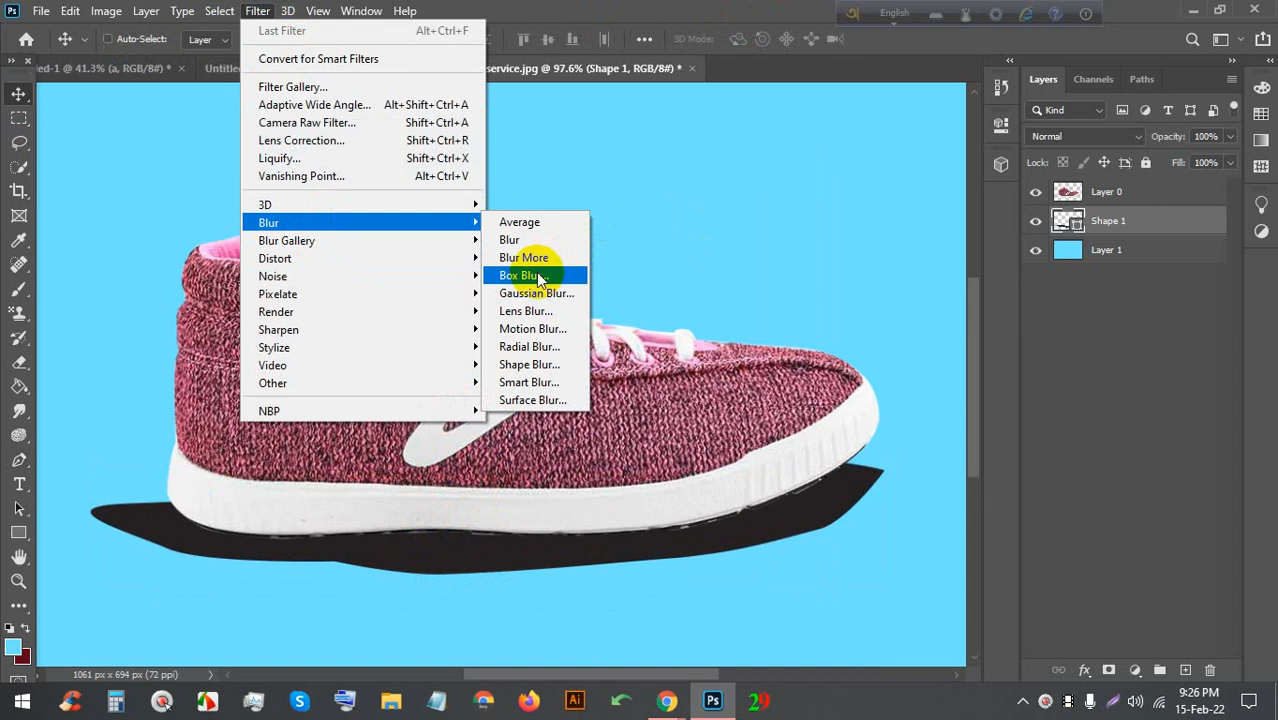 File Edit Image Layer Type Select Filter 3D View Window Help
English
Auto-Select: Layer
3D Mode:
ed-1 @ 41.3% (a, RGB/8#) * × Untitle
service.jpg @ 97.6% (Shape 1, RGB/8#) * ×
Last Filter Alt+Ctrl+F
Convert for Smart Filters
Filter Gallery...
Adaptive Wide Angle... Alt+Shift+Ctrl+A
Camera Raw Filter... Shift+Ctrl+A
Lens Correction... Shift+Ctrl+R
Liquify... Shift+Ctrl+X
Vanishing Point... Alt+Ctrl+V
3D
Blur
Blur Gallery
Distort
Noise
Pixelate
Render
Sharpen
Stylize
Video
Other
NBP
Average
Blur
Blur More
Box Blur...
Gaussian Blur...
Lens Blur...
Motion Blur...
Radial Blur...
Shape Blur...
Smart Blur...
Surface Blur...
Layers Channels Paths
Kind
Normal Opacity: 100%
Lock: Fill: 100%
Layer 0
Shape 1
Layer 1
1061 px x 694 px (72 ppi)
Ai
Ps
29
9:26 PM
15-Feb-22